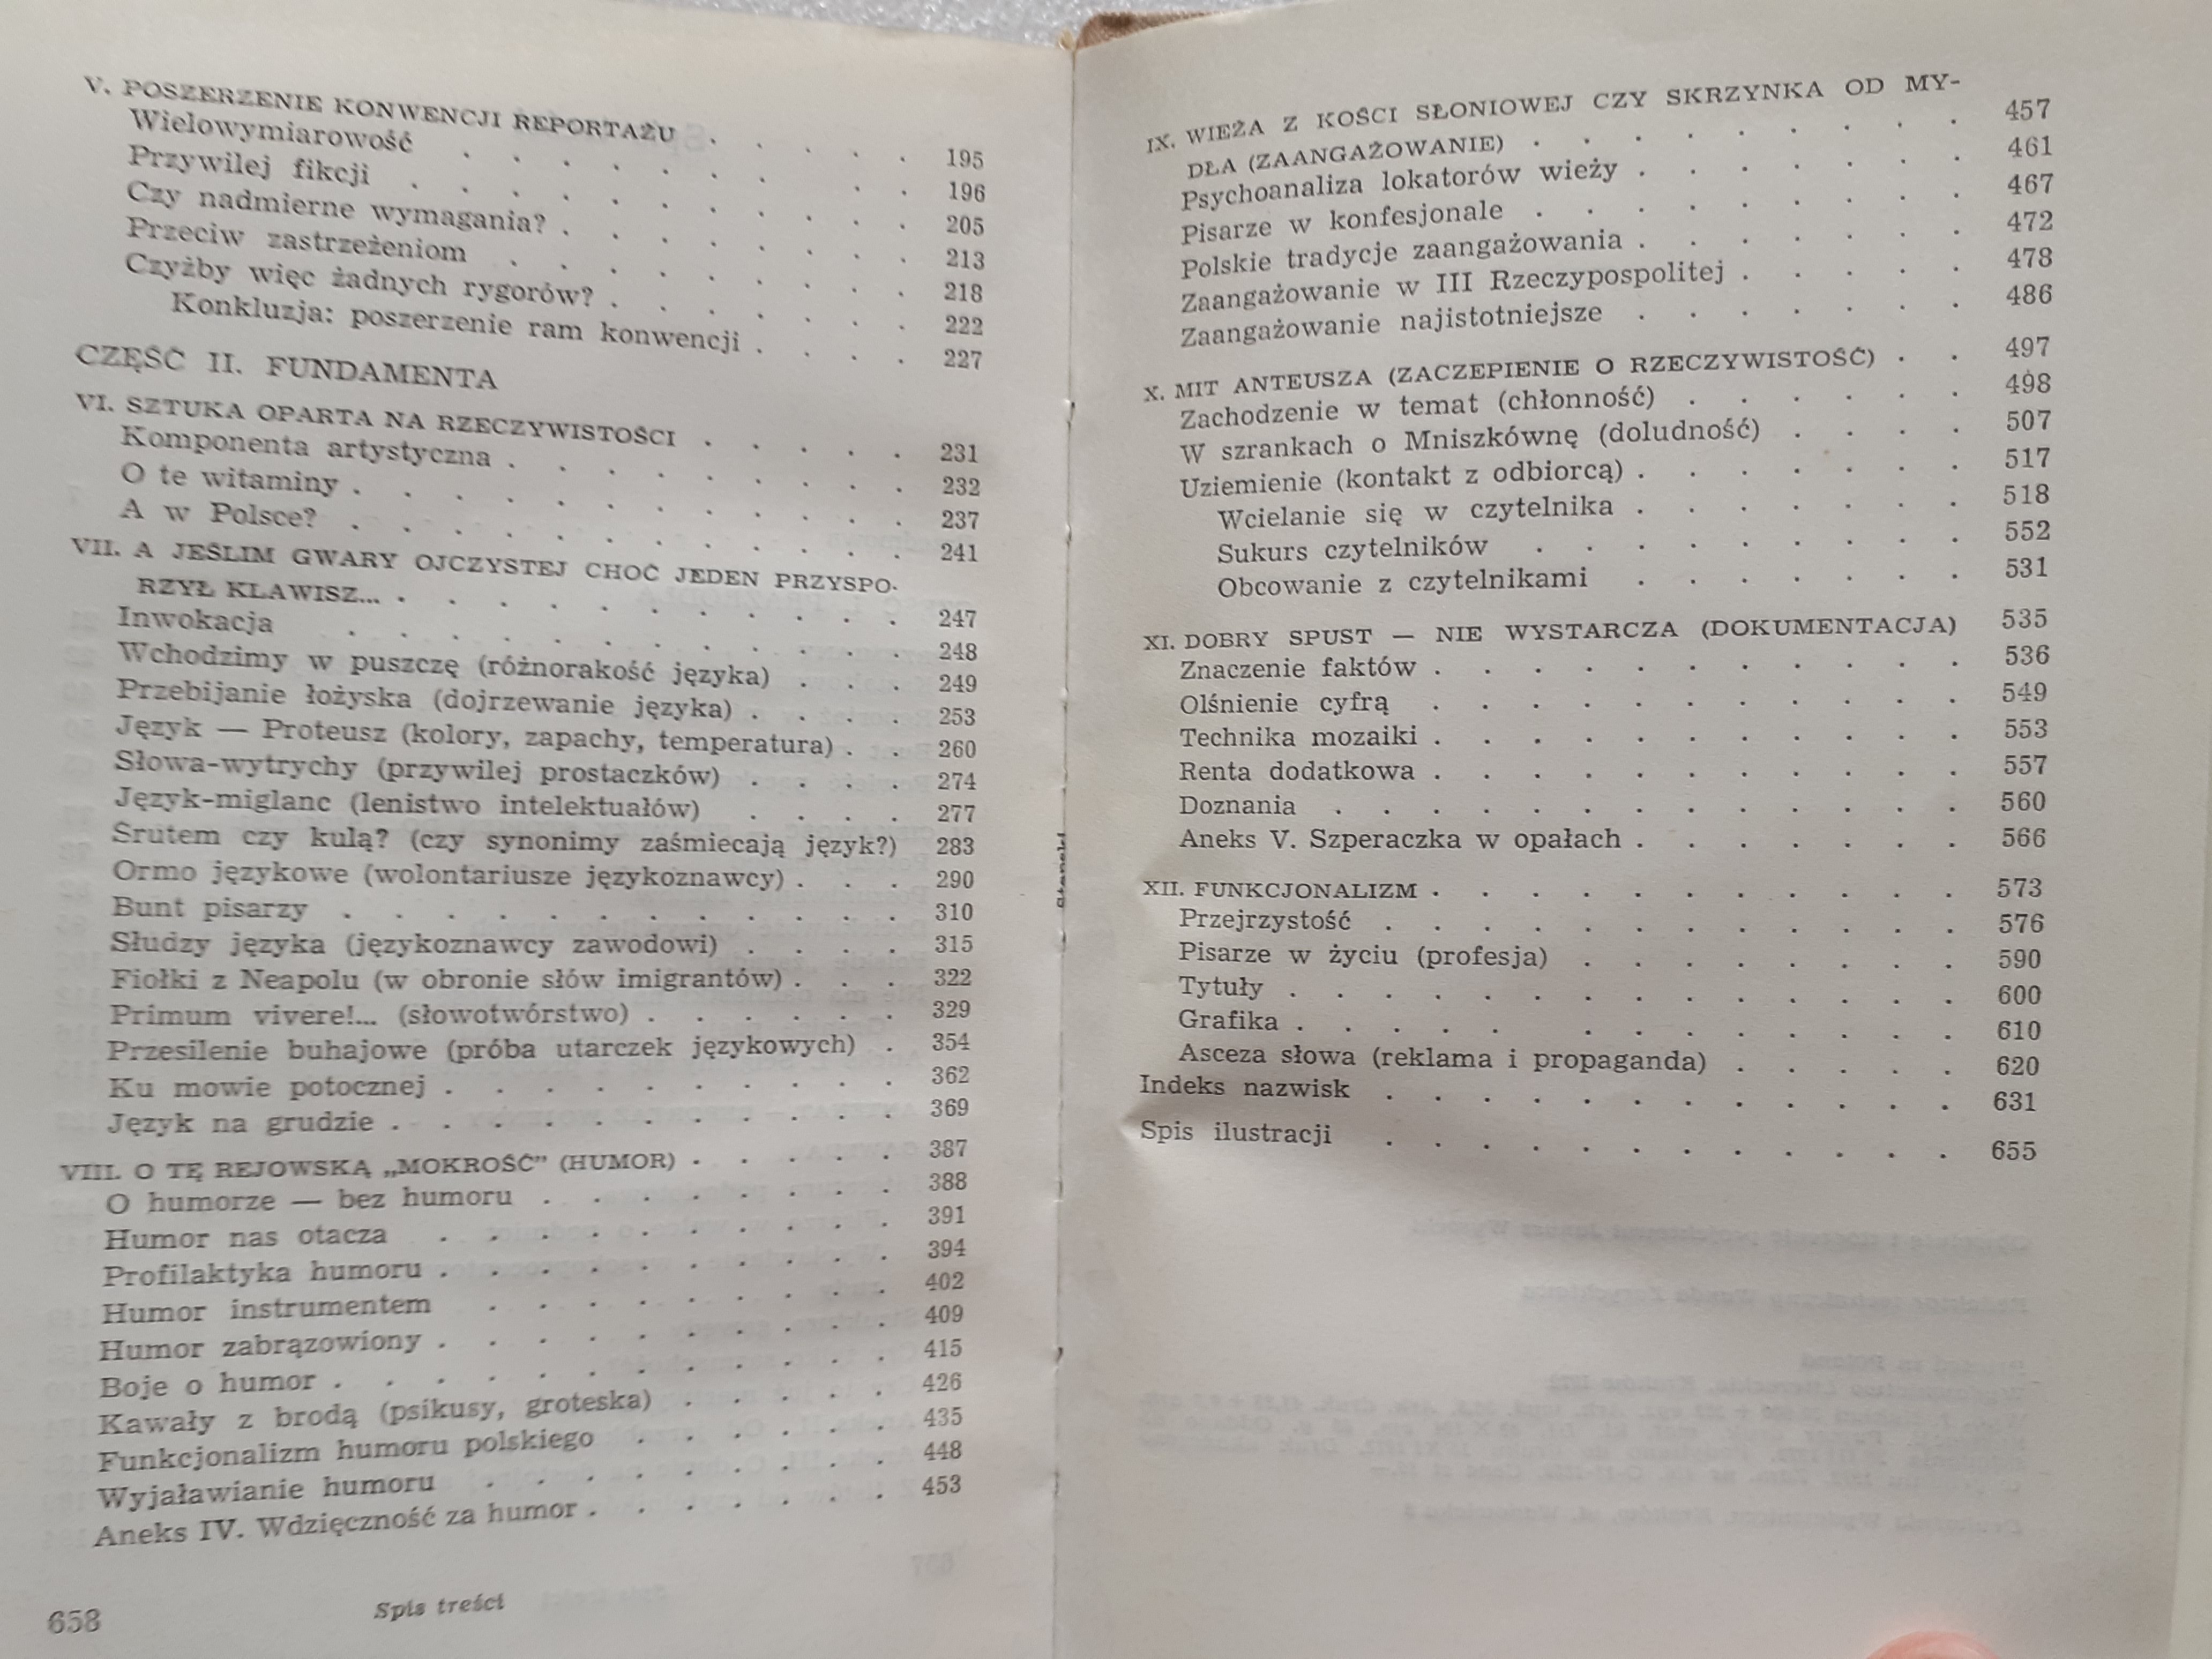 V. POSZERZENIE KONWENCJI REPORTAŻU . . . . . 195
Wielowymiarowość . . . . . . . . . 196
Przywilej fikcji . . . . . . . . . . 205
Czy nadmierne wymagania? . . . . . . . 213
Przeciw zastrzeżeniom . . . . . . . . 218
Czyżby więc żadnych rygorów? . . . . . . 222
Konkluzja: poszerzenie ram konwencji . . . . 227
CZĘŚĆ II. FUNDAMENTA
VI. SZTUKA OPARTA NA RZECZYWISTOŚCI . . . . . 231
Komponenta artystyczna . . . . . . . . 232
O te witaminy . . . . . . . . . . . 237
A w Polsce? . . . . . . . . . . . 241
VII. A JEŚLIM GWARY OJCZYSTEJ CHOĆ JEDEN PRZYSPO-
RZYŁ KLAWISZ... . . . . . . . . . . 247
Inwokacja . . . . . . . . . . . 248
Wchodzimy w puszczę (różnorakość języka) . . . 249
Przebijanie łożyska (dojrzewanie języka) . . . . 253
Język — Proteusz (kolory, zapachy, temperatura) . . 260
Słowa-wytrychy (przywilej prostaczków) . . . . 274
Język-miglanc (lenistwo intelektuałów) . . . . 277
Śrutem czy kulą? (czy synonimy zaśmiecają język?) 283
Ormo językowe (wolontariusze językoznawcy) . . . 290
Bunt pisarzy . . . . . . . . . . . . 310
Słudzy języka (językoznawcy zawodowi) . . . . 315
Fiołki z Neapolu (w obronie słów imigrantów) . . . 322
Primum vivere!... (słowotwórstwo) . . . . . . 329
Przesilenie buhajowe (próba utarczek językowych) . 354
Ku mowie potocznej . . . . . . . . . 362
Język na grudzie . . . . . . . . . . 369
VIII. O TĘ REJOWSKĄ „MOKROŚĆ” (HUMOR) . . . . . 387
O humorze — bez humoru . . . . . . . 388
Humor nas otacza . . . . . . . . . 391
Profilaktyka humoru . . . . . . . . . 394
Humor instrumentem . . . . . . . . 402
Humor zabrązowiony . . . . . . . . . 409
Boje o humor . . . . . . . . . . . 415
Kawały z brodą (psikusy, groteska) . . . . . 426
Funkcjonalizm humoru polskiego . . . . . . 435
Wyjaławianie humoru . . . . . . . . 448
Aneks IV. Wdzięczność za humor . . . . . . 453
658
Spis treści
IX. WIEŻA Z KOŚCI SŁONIOWEJ CZY SKRZYNKA OD MY-
DŁA (ZAANGAŻOWANIE) . . . . . . . . . 457
Psychoanaliza lokatorów wieży . . . . . . . 461
Pisarze w konfesjonale . . . . . . . . . 467
Polskie tradycje zaangażowania . . . . . . . 472
Zaangażowanie w III Rzeczypospolitej . . . . . 478
Zaangażowanie najistotniejsze . . . . . . . 486
X. MIT ANTEUSZA (ZACZEPIENIE O RZECZYWISTOŚĆ) . . 497
Zachodzenie w temat (chłonność) . . . . . . 498
W szrankach o Mniszkównę (doludność) . . . . 507
Uziemienie (kontakt z odbiorcą) . . . . . . . 517
Wcielanie się w czytelnika . . . . . . . 518
Sukurs czytelników . . . . . . . . . 552
Obcowanie z czytelnikami . . . . . . . 531
XI. DOBRY SPUST — NIE WYSTARCZA (DOKUMENTACJA) 535
Znaczenie faktów . . . . . . . . . . . 536
Olśnienie cyfrą . . . . . . . . . . . 549
Technika mozaiki . . . . . . . . . . . 553
Renta dodatkowa . . . . . . . . . . . 557
Doznania . . . . . . . . . . . . . 560
Aneks V. Szperaczka w opałach . . . . . . . 566
XII. FUNKCJONALIZM . . . . . . . . . . . 573
Przejrzystość . . . . . . . . . . . . 576
Pisarze w życiu (profesja) . . . . . . . . 590
Tytuły . . . . . . . . . . . . . . 600
Grafika . . . . . . . . . . . . . 610
Asceza słowa (reklama i propaganda) . . . . . 620
Indeks nazwisk . . . . . . . . . . . . 631
Spis ilustracji . . . . . . . . . . . . 655